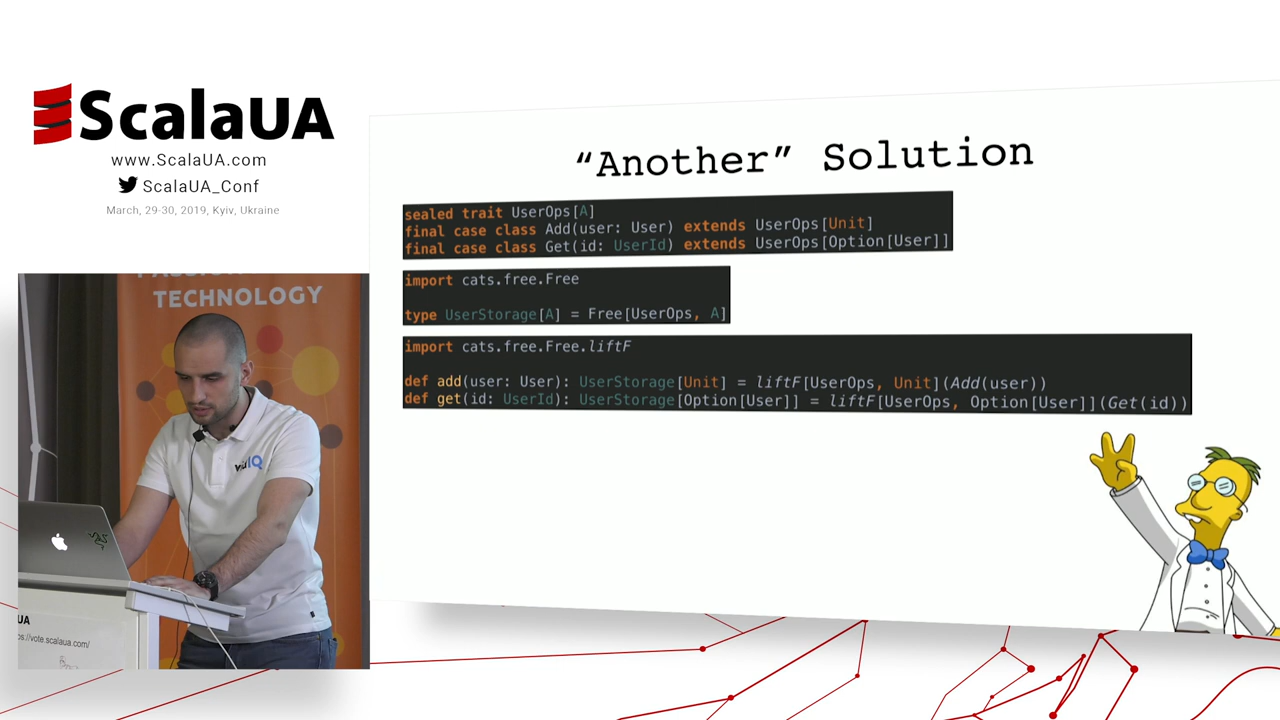 ScalaUA
www.ScalaUA.com
ScalaUA_Conf
March, 29-30, 2019, Kyiv, Ukraine
TECHNOLOGY
vidIQ
UA
ps://vote.scalaua.com/
“Another” Solution
sealed trait UserOps[A]
final case class Add(user: User) extends UserOps[Unit]
final case class Get(id: UserId) extends UserOps[Option[User]]
import cats.free.Free
type UserStorage[A] = Free[UserOps, A]
import cats.free.Free.liftF
def add(user: User): UserStorage[Unit] = liftF[UserOps, Unit](Add(user))
def get(id: UserId): UserStorage[Option[User]] = liftF[UserOps, Option[User]](Get(id))